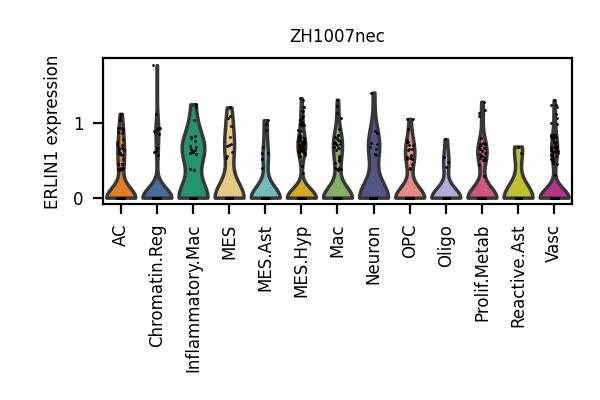 ZH1007nec
ERLIN1 expression
1
0
AC
Chromatin.Reg
Inflammatory.Mac
MES
MES.Ast
MES.Hyp
Mac
Neuron
OPC
Oligo
Prolif.Metab
Reactive.Ast
Vasc